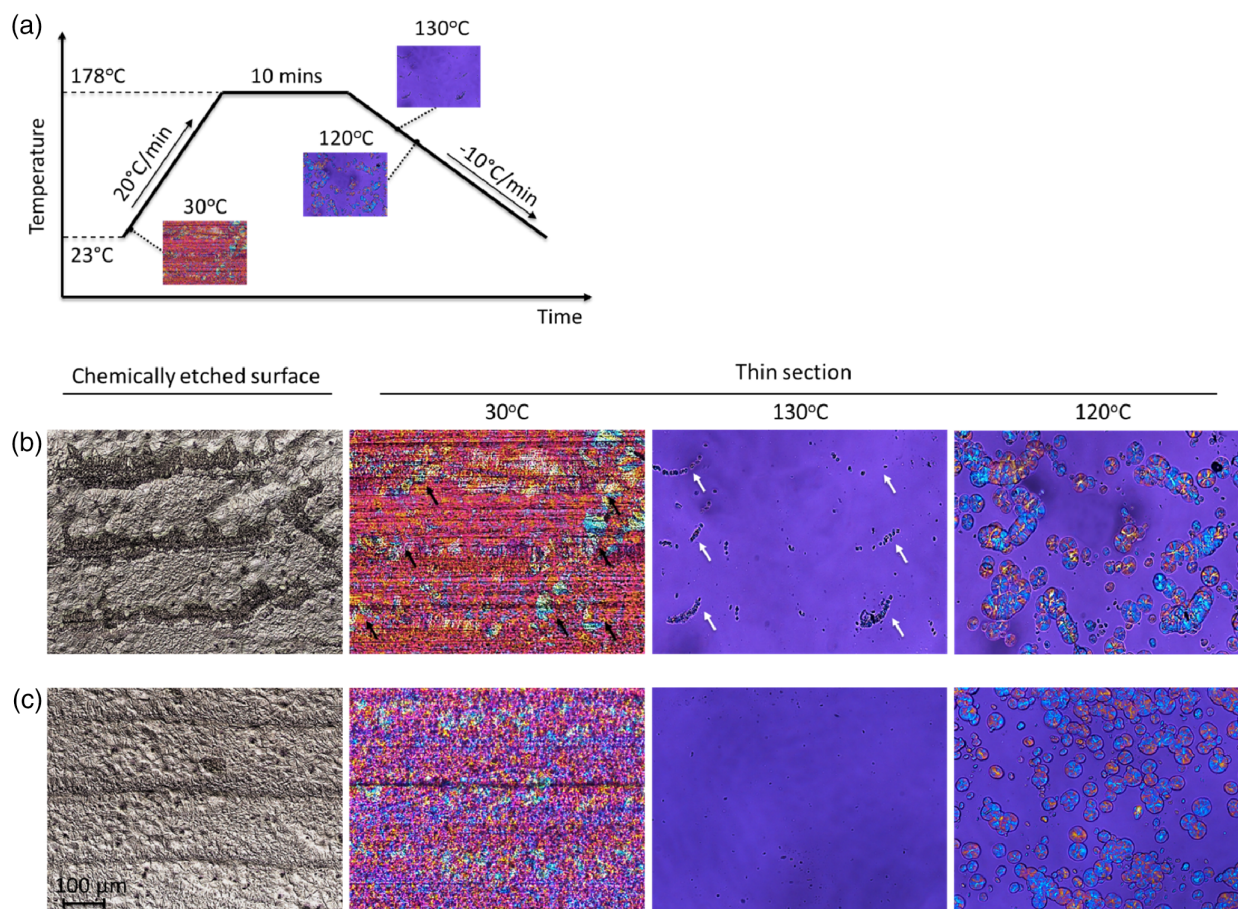 (a)
130°C
178°C
10 mins
120°C
20°C/min
-10°C/min
30°C
Temperature
23°C
Time
Chemically etched surface
Thin section
30°C
130°C
120°C
(b)
(c)
100 µm